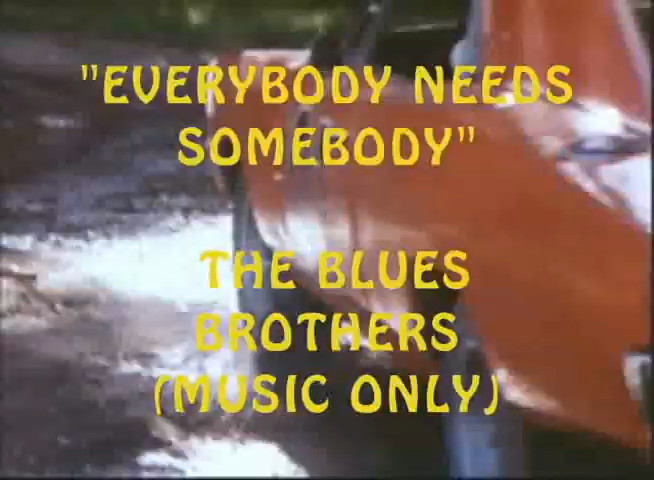 "EVERYBODY NEEDS
SOMEBODY"
THE BLUES
BROTHERS
(MUSIC ONLY)